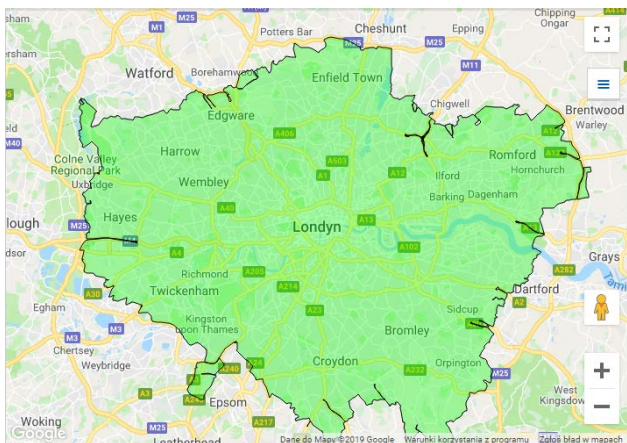 A414
M25
M1
Potters Bar
Cheshunt
Epping
Chipping
Ongar
Watford
Borehamwood
Enfield Town
M11
Chigwell
Brentwood
Warley
Edgware
A406
A12
Harrow
A503
Romford
M40
Colne Valley
Regional Park
Uxbridge
Wembley
A1
A12
Ilford
Hornchurch
Barking
Dagenham
Hayes
A40
Londyn
A13
M25
A4
A102
Grays
Richmond
A205
A282
Twickenham
A214
Dartford
A30
A23
A2
Egham
M3
Kingston
upon Thames
Sidcup
Bromley
M3
Chertsey
Weybridge
A24
A240
Croydon
A232
Orpington
M25
A3
Epsom
A217
West
Kingsdown
Woking
M25
Leatherhead
Google
Dane do Mapy ©2019 Google
Warunki korzystania z programu
Zgłoś błąd w mapach